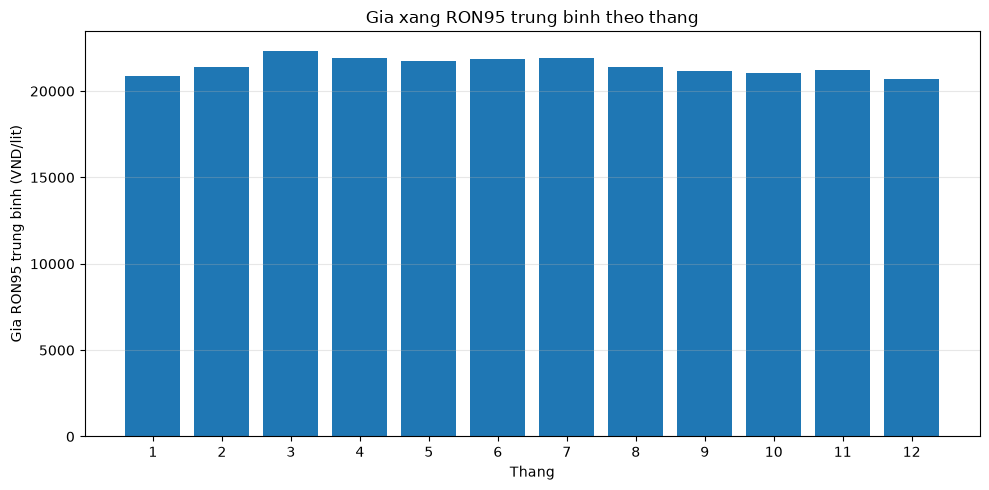 Gia xang RON95 trung binh theo thang
Gia RON95 trung binh (VND/lit)
20000
15000
10000
5000
0
1 2 3 4 5 6 7 8 9 10 11 12
Thang